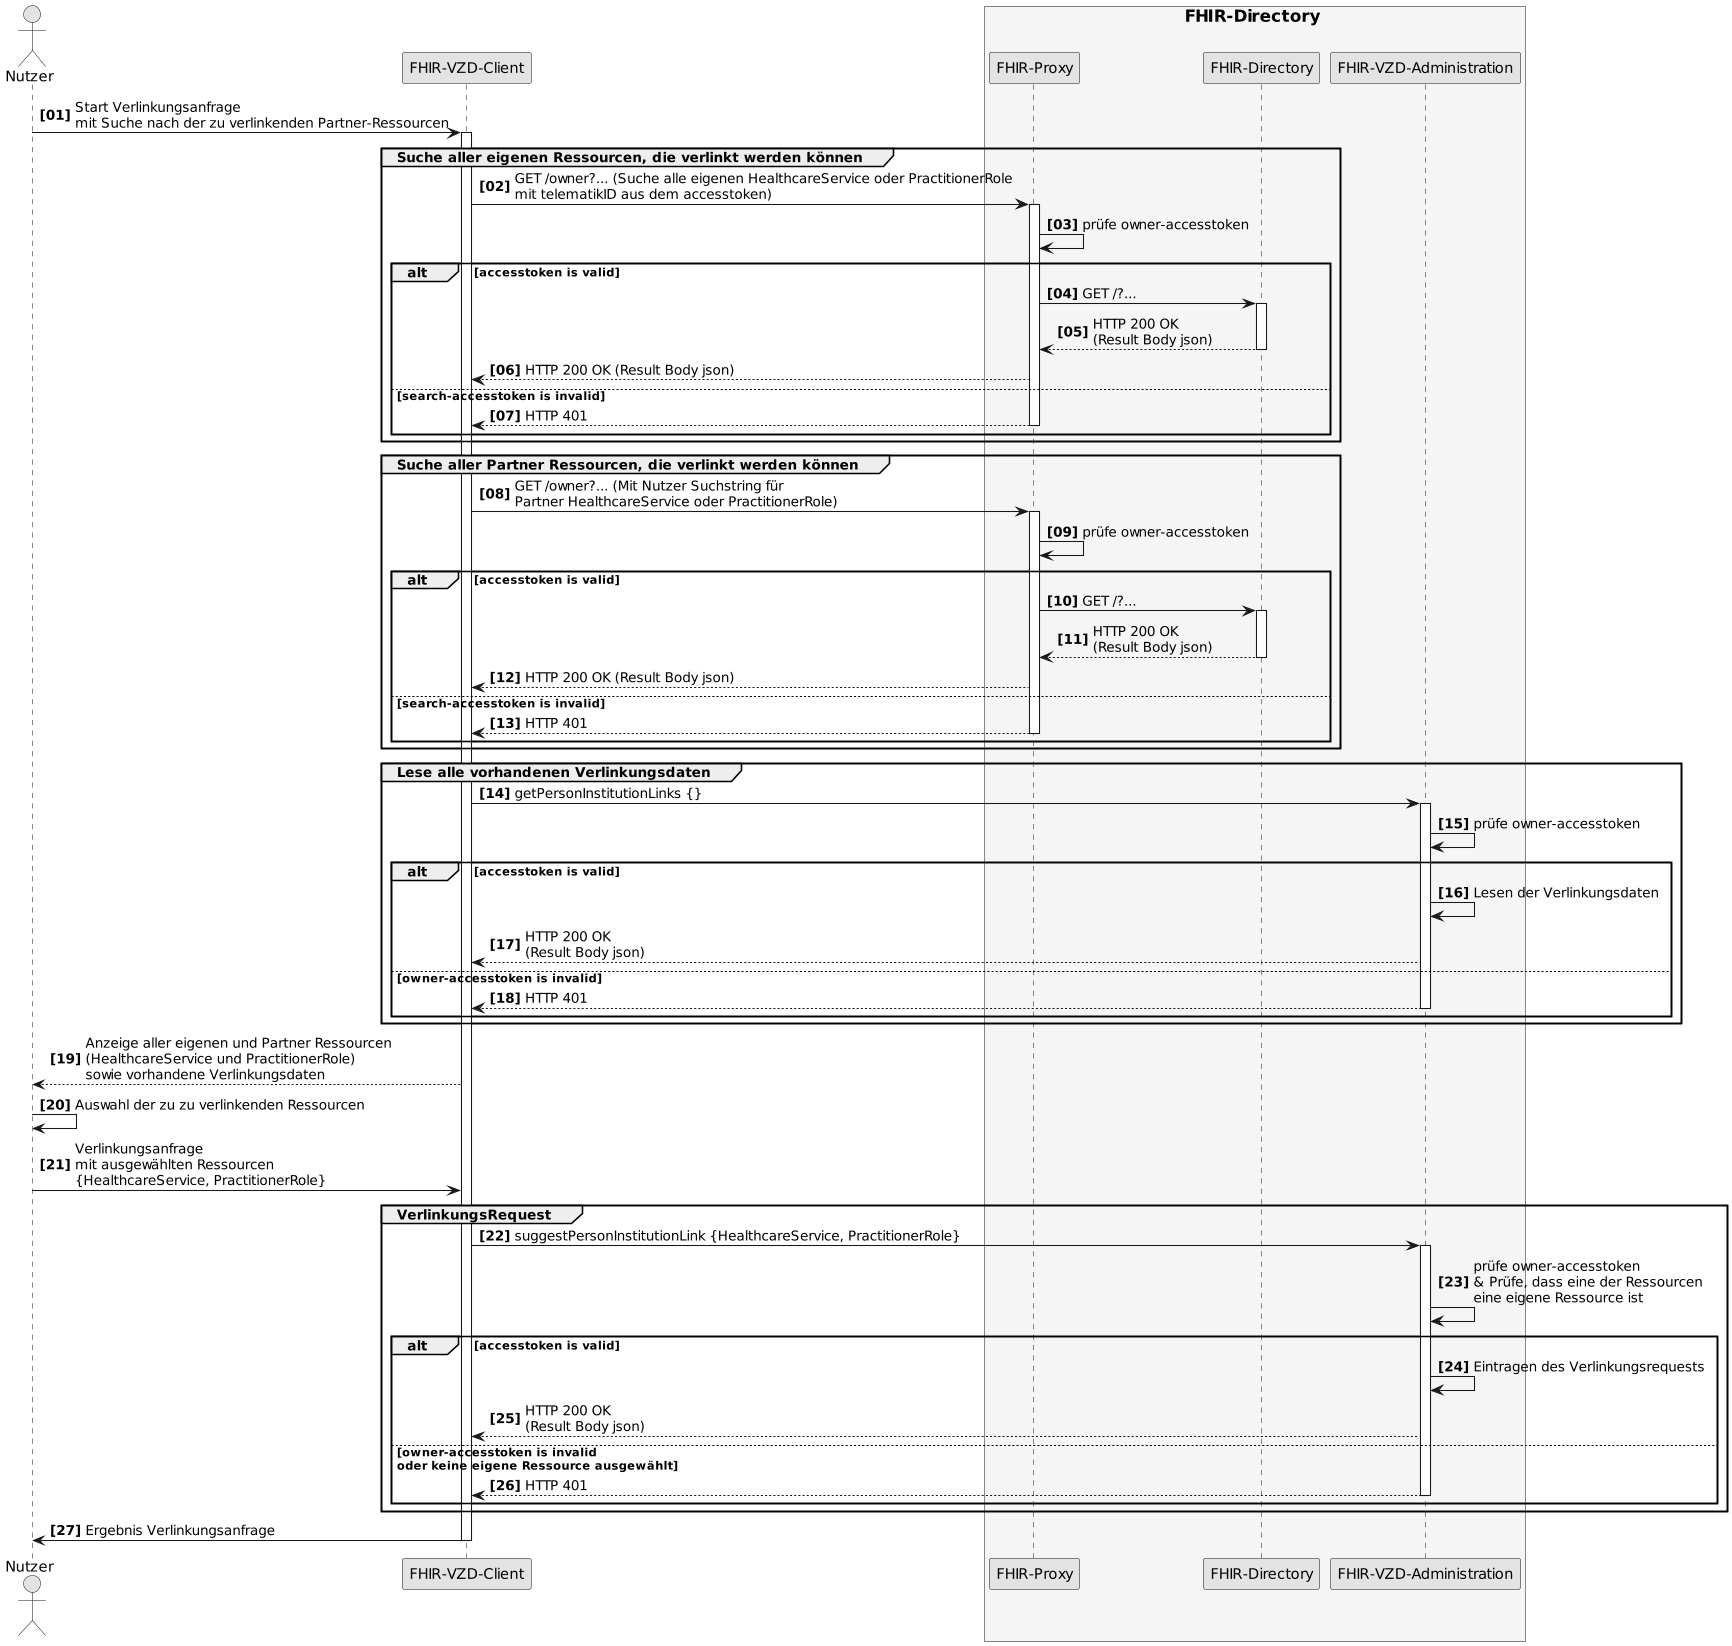 FHIR-Directory
Nutzer
FHIR-VZD-Client
FHIR-Proxy
FHIR-Directory
FHIR-VZD-Administration
[01] Start Verlinkungsanfrage
mit Suche nach der zu verlinkenden Partner-Ressourcen
Suche aller eigenen Ressourcen, die verlinkt werden können
[02] GET /owner?... (Suche alle eigenen HealthcareService oder PractitionerRole
mit telematikID aus dem accesstoken)
[03] prüfe owner-accesstoken
alt [accesstoken is valid]
[04] GET /?...
[05] HTTP 200 OK
(Result Body json)
[06] HTTP 200 OK (Result Body json)
[search-accesstoken is invalid]
[07] HTTP 401
Suche aller Partner Ressourcen, die verlinkt werden können
[08] GET /owner?... (Mit Nutzer Suchstring für
Partner HealthcareService oder PractitionerRole)
[09] prüfe owner-accesstoken
alt [accesstoken is valid]
[10] GET /?...
[11] HTTP 200 OK
(Result Body json)
[12] HTTP 200 OK (Result Body json)
[search-accesstoken is invalid]
[13] HTTP 401
Lese alle vorhandenen Verlinkungsdaten
[14] getPersonInstitutionLinks {}
[15] prüfe owner-accesstoken
alt [accesstoken is valid]
[16] Lesen der Verlinkungsdaten
[17] HTTP 200 OK
(Result Body json)
[owner-accesstoken is invalid]
[18] HTTP 401
[19] Anzeige aller eigenen und Partner Ressourcen
(HealthcareService und PractitionerRole)
sowie vorhandene Verlinkungsdaten
[20] Auswahl der zu zu verlinkenden Ressourcen
[21] Verlinkungsanfrage
mit ausgewählten Ressourcen
{HealthcareService, PractitionerRole}
VerlinkungsRequest
[22] suggestPersonInstitutionLink {HealthcareService, PractitionerRole}
[23] prüfe owner-accesstoken
& Prüfe, dass eine der Ressourcen
eine eigene Ressource ist
alt [accesstoken is valid]
[24] Eintragen des Verlinkungsrequests
[25] HTTP 200 OK
(Result Body json)
[owner-accesstoken is invalid
oder keine eigene Ressource ausgewählt]
[26] HTTP 401
[27] Ergebnis Verlinkungsanfrage
Nutzer
FHIR-VZD-Client
FHIR-Proxy
FHIR-Directory
FHIR-VZD-Administration